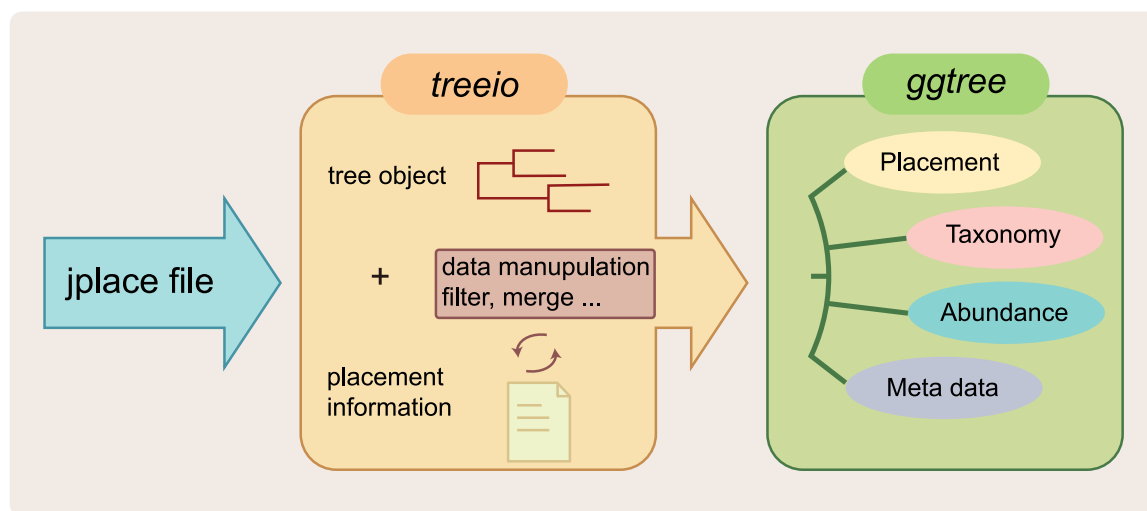 treeio
ggtree
jplace file
tree object
+
data manupulation
filter, merge ...
placement
information
Placement
Taxonomy
Abundance
Meta data